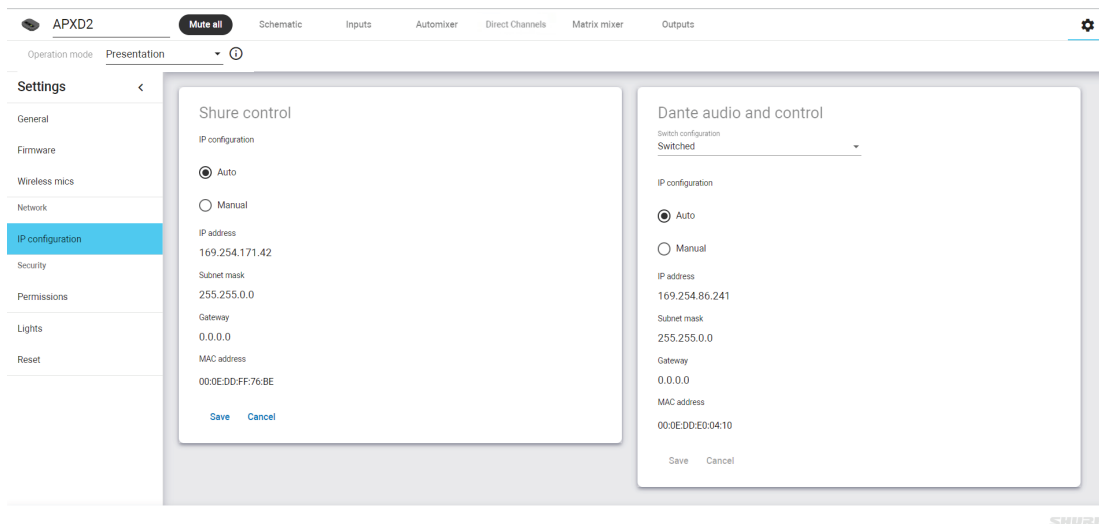 APXD2
Mute all
Schematic
Inputs
Automixer
Direct Channels
Matrix mixer
Outputs
Operation mode
Presentation
Settings
General
Firmware
Wireless mics
Network
IP configuration
Security
Permissions
Lights
Reset
Shure control
IP configuration
Auto
Manual
IP address
169.254.171.42
Subnet mask
255.255.0.0
Gateway
0.0.0.0
MAC address
00:0E:DD:FF:76:BE
Save Cancel
Dante audio and control
Switch configuration
Switched
IP configuration
Auto
Manual
IP address
169.254.86.241
Subnet mask
255.255.0.0
Gateway
0.0.0.0
MAC address
00:0E:DD:E0:04:10
Save Cancel